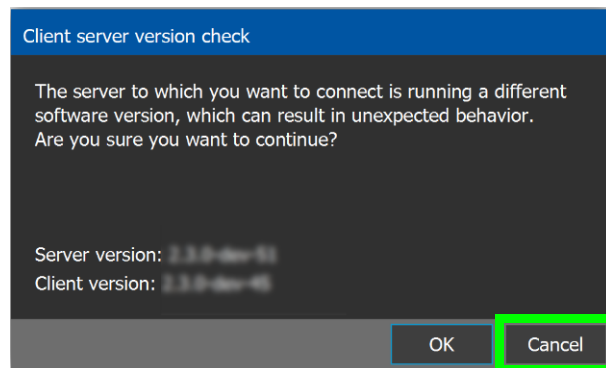 Client server version check
The server to which you want to connect is running a different
software version, which can result in unexpected behavior.
Are you sure you want to continue?
Server version:
Client version:
OK
Cancel